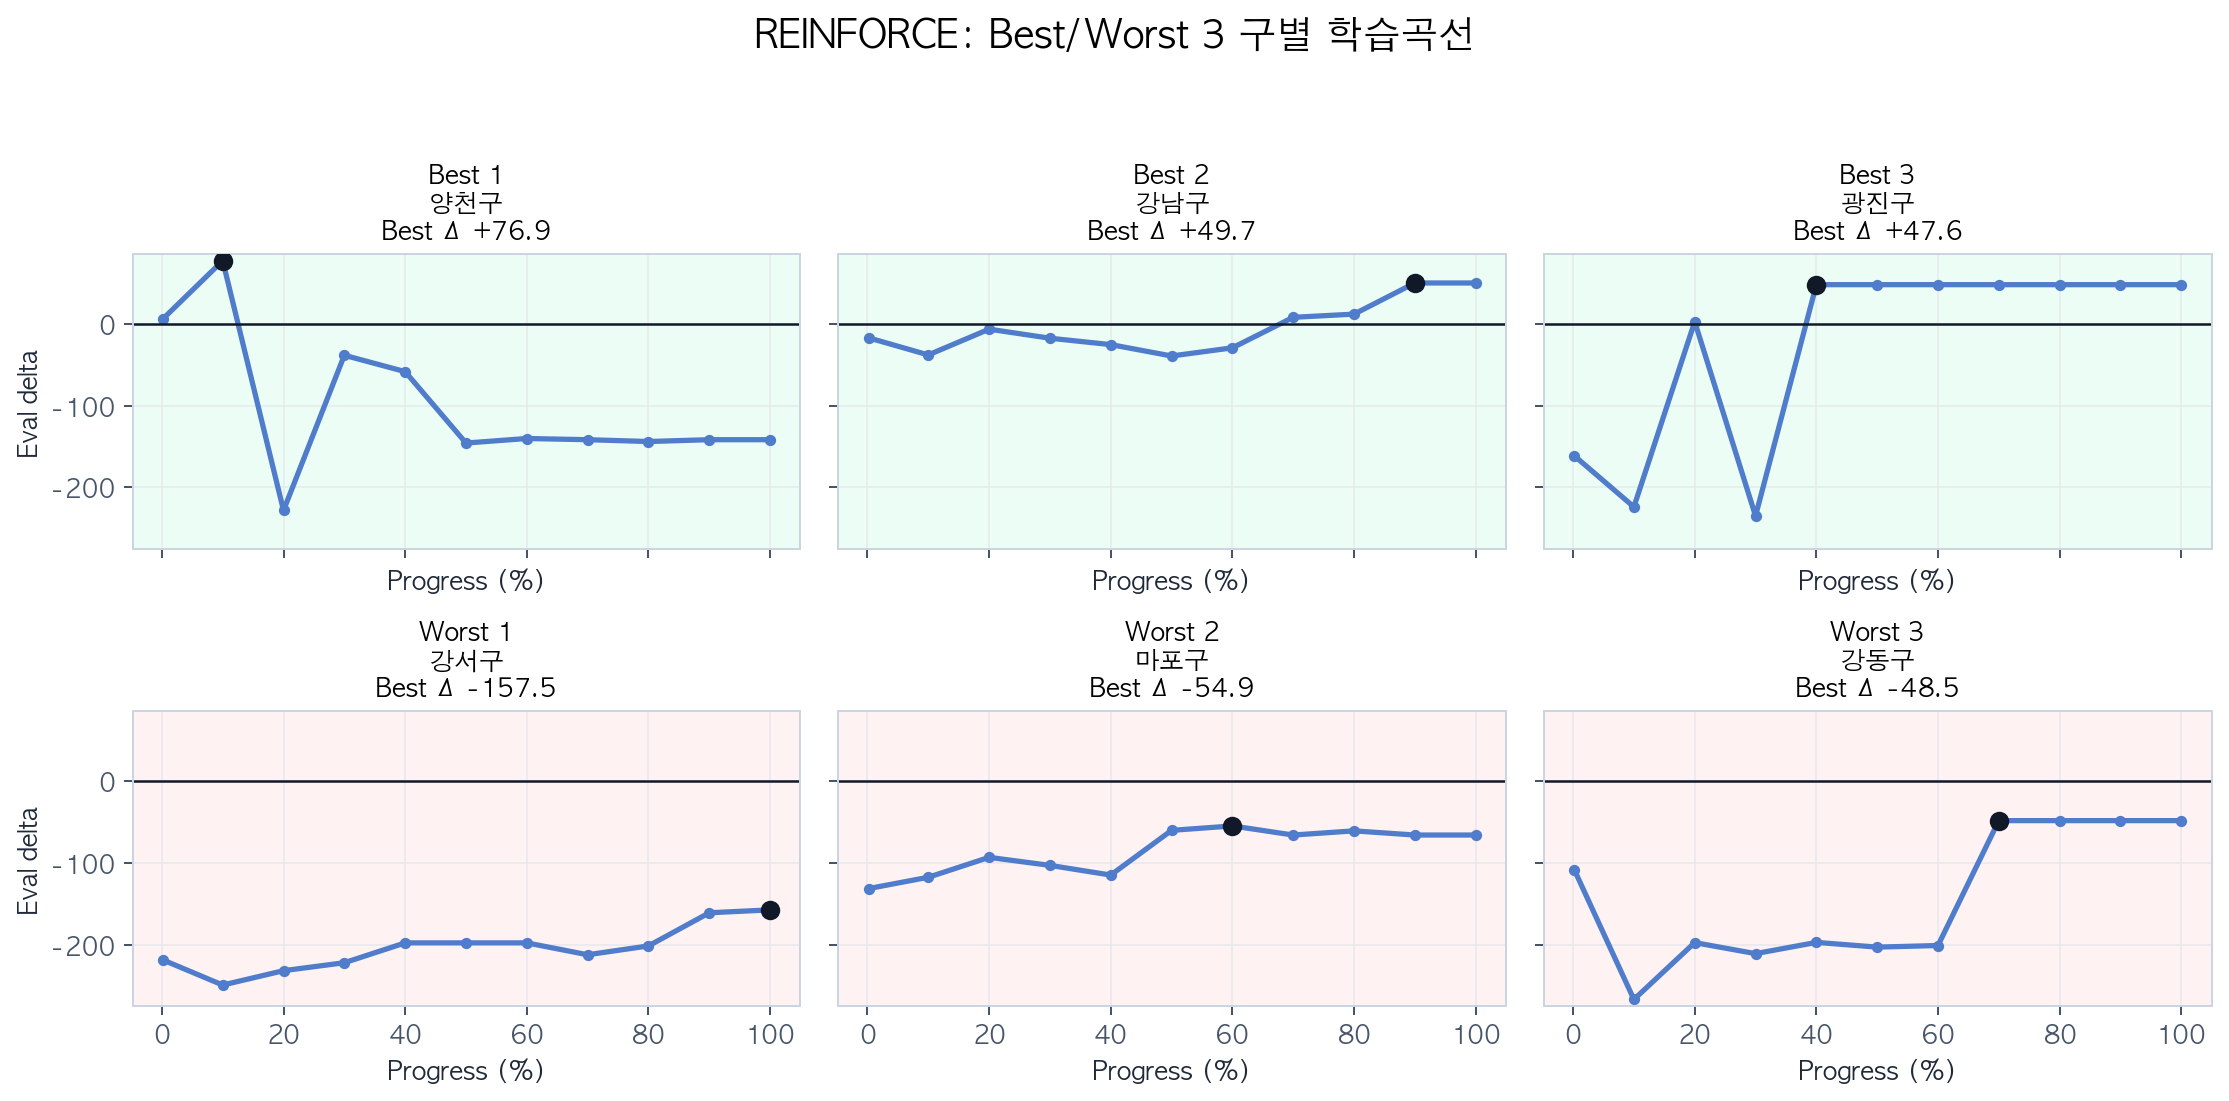 REINFORCE: Best/Worst 3 구별 학습곡선
Best 1
양천구
Best Δ +76.9
Best 2
강남구
Best Δ +49.7
Best 3
광진구
Best Δ +47.6
Eval delta
0
-100
-200
Progress (%)
Progress (%)
Progress (%)
Worst 1
강서구
Best Δ -157.5
Worst 2
마포구
Best Δ -54.9
Worst 3
강동구
Best Δ -48.5
Eval delta
0
-100
-200
0 20 40 60 80 100
0 20 40 60 80 100
0 20 40 60 80 100
Progress (%)
Progress (%)
Progress (%)